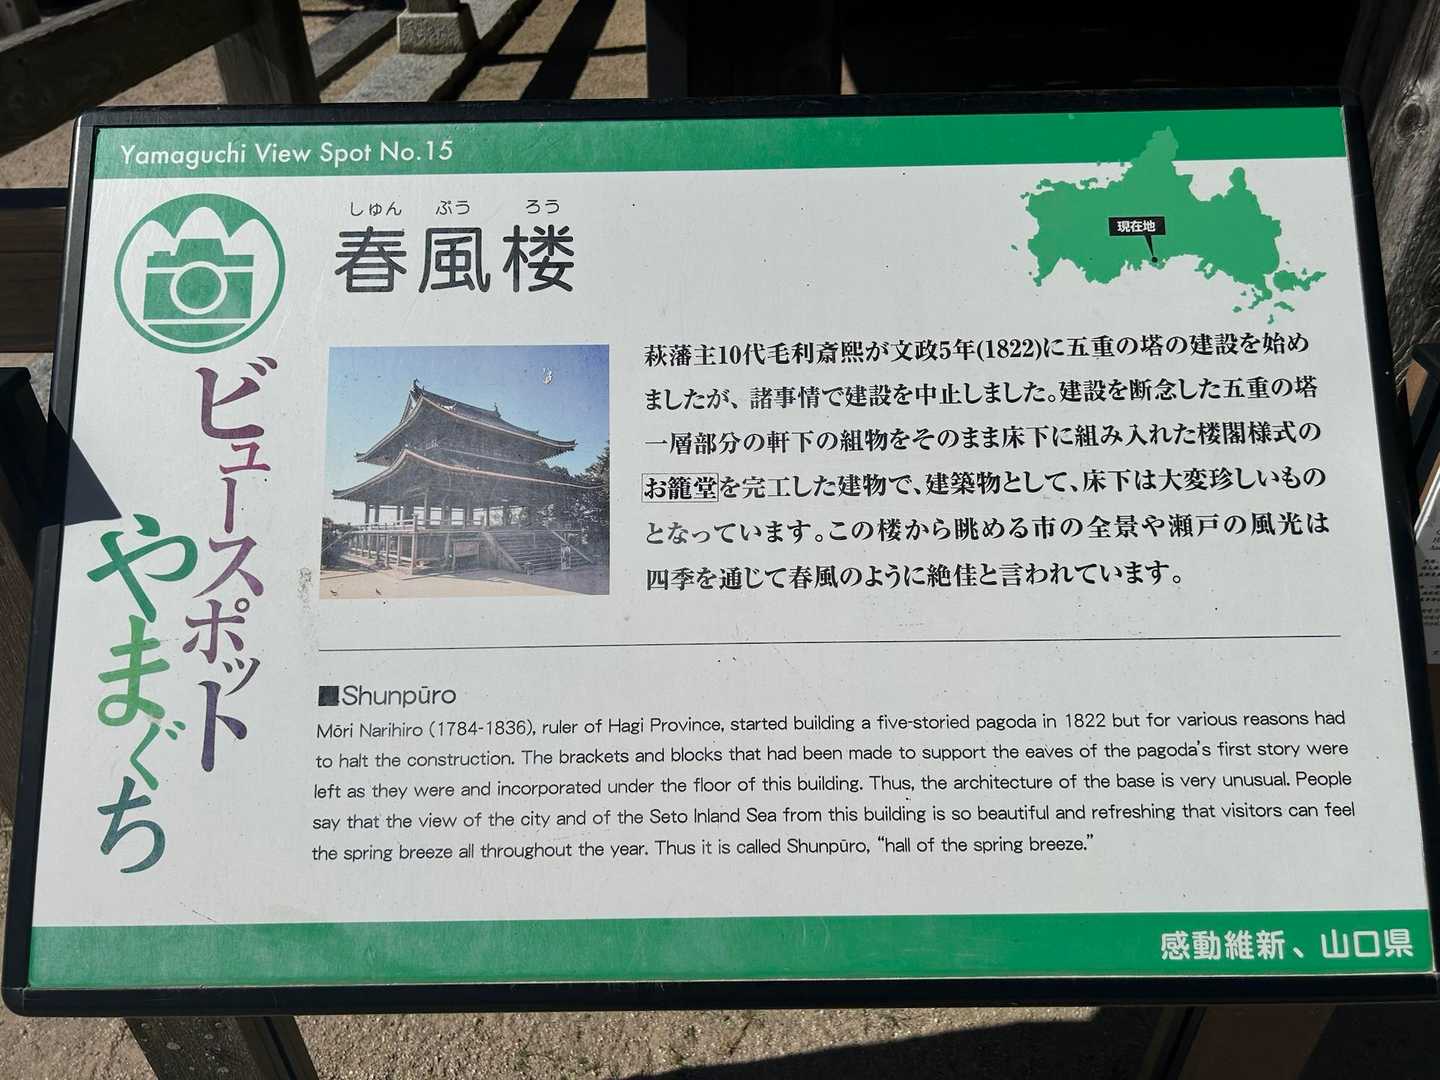 Yamaguchi View Spot No.15
しゅん ぷう ろう
春風楼
現在地
ビュースポット
やまぐち
萩藩主10代毛利斎熙が文政5年(1822)に五重の塔の建設を始め
ましたが、諸事情で建設を中止しました。建設を断念した五重の塔
一層部分の軒下の組物をそのまま床下に組み入れた楼閣様式の
お籠堂を完工した建物で、建築物として、床下は大変珍しいもの
となっています。この楼から眺める市の全景や瀬戸の風光は
四季を通じて春風のように絶佳と言われています。
■Shunpūro
Mōri Narihiro (1784-1836), ruler of Hagi Province, started building a five-storied pagoda in 1822 but for various reasons had
to halt the construction. The brackets and blocks that had been made to support the eaves of the pagoda's first story were
left as they were and incorporated under the floor of this building. Thus, the architecture of the base is very unusual. People
say that the view of the city and of the Seto Inland Sea from this building is so beautiful and refreshing that visitors can feel
the spring breeze all throughout the year. Thus it is called Shunpūro, “hall of the spring breeze.”
感動維新、山口県